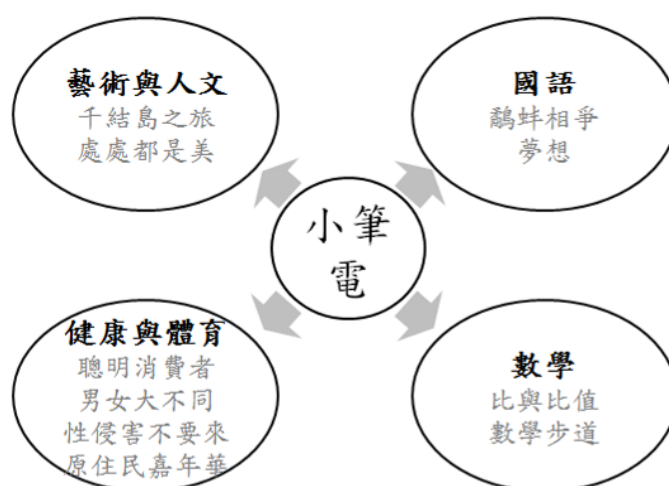 藝術與人文
千結島之旅
處處都是美
國語
鷸蚌相爭
夢想
小筆
電
健康與體育
聰明消費者
男女大不同
性侵害不要來
原住民嘉年華
數學
比與比值
數學步道